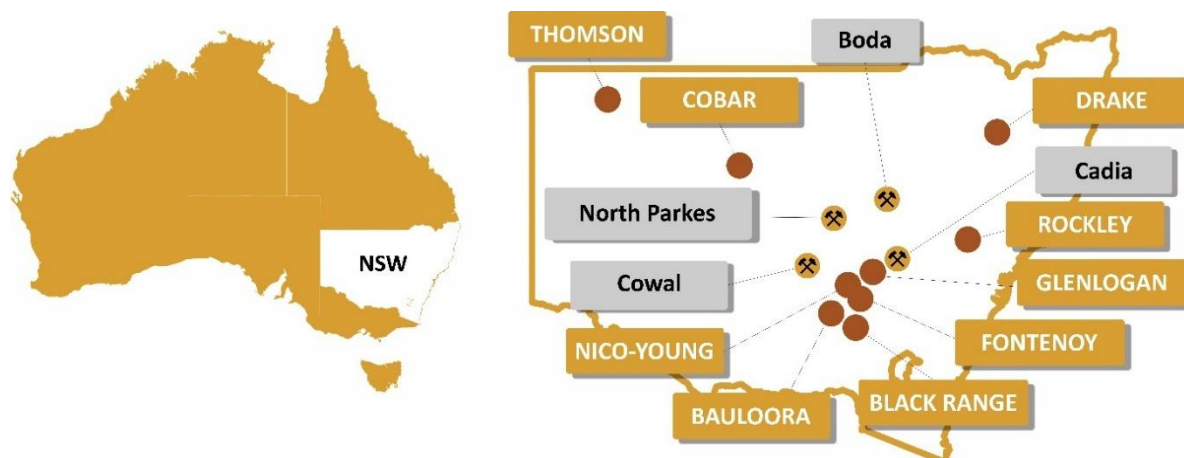 NSW
THOMSON
Boda
COBAR
DRAKE
Cadia
North Parkes
ROCKLEY
Cowal
GLENLOGAN
NICO-YOUNG
FONTENOY
BAULOORA
BLACK RANGE